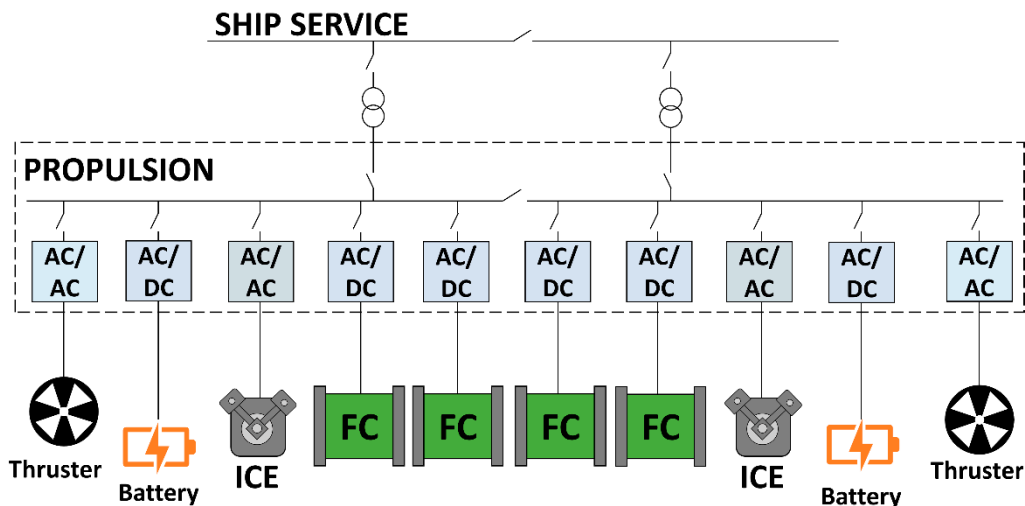 SHIP SERVICE
PROPULSION
AC/
AC
AC/
DC
AC/
AC
AC/
DC
AC/
DC
AC/
DC
AC/
DC
AC/
AC
AC/
DC
AC/
AC
Thruster
Battery
ICE
FC
FC
FC
FC
ICE
Battery
Thruster